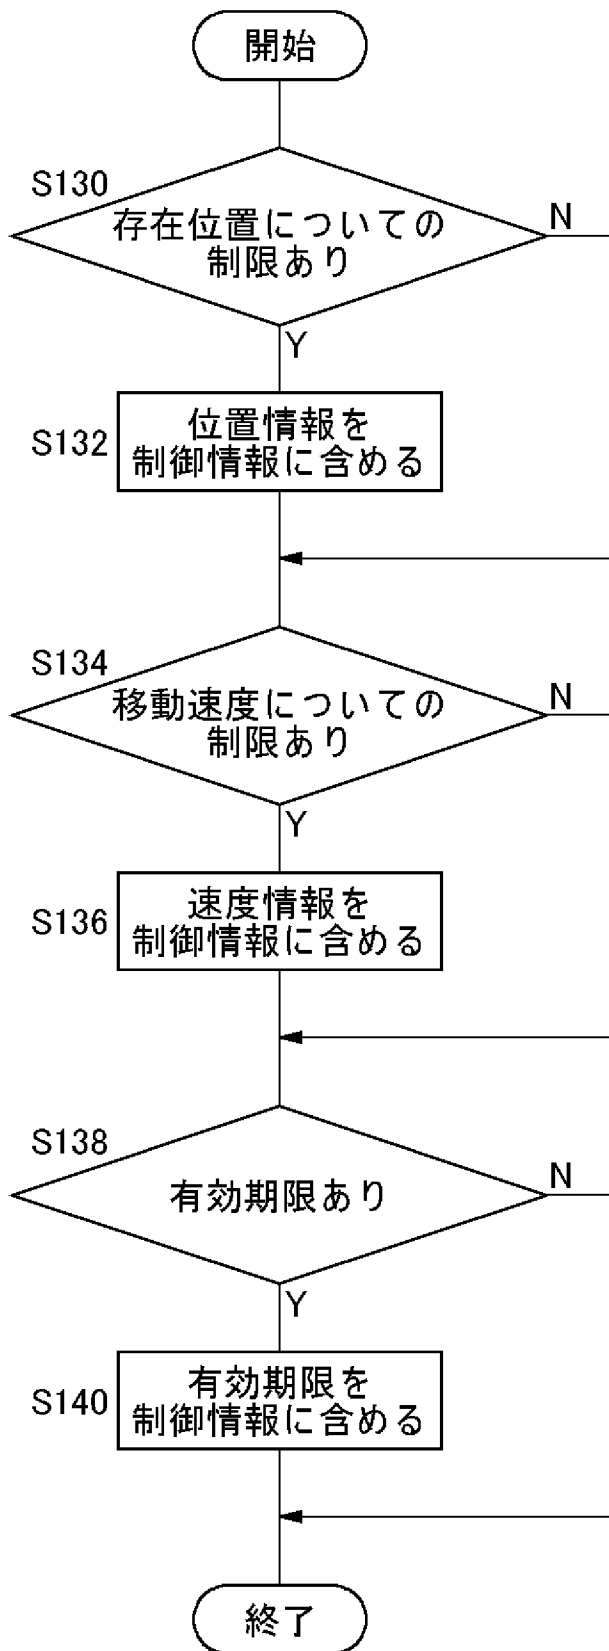 開始
S130
存在位置についての
制限あり
N
Y
S132
位置情報を
制御情報に含める
S134
移動速度についての
制限あり
N
Y
S136
速度情報を
制御情報に含める
S138
有効期限あり
N
Y
S140
有効期限を
制御情報に含める
終了